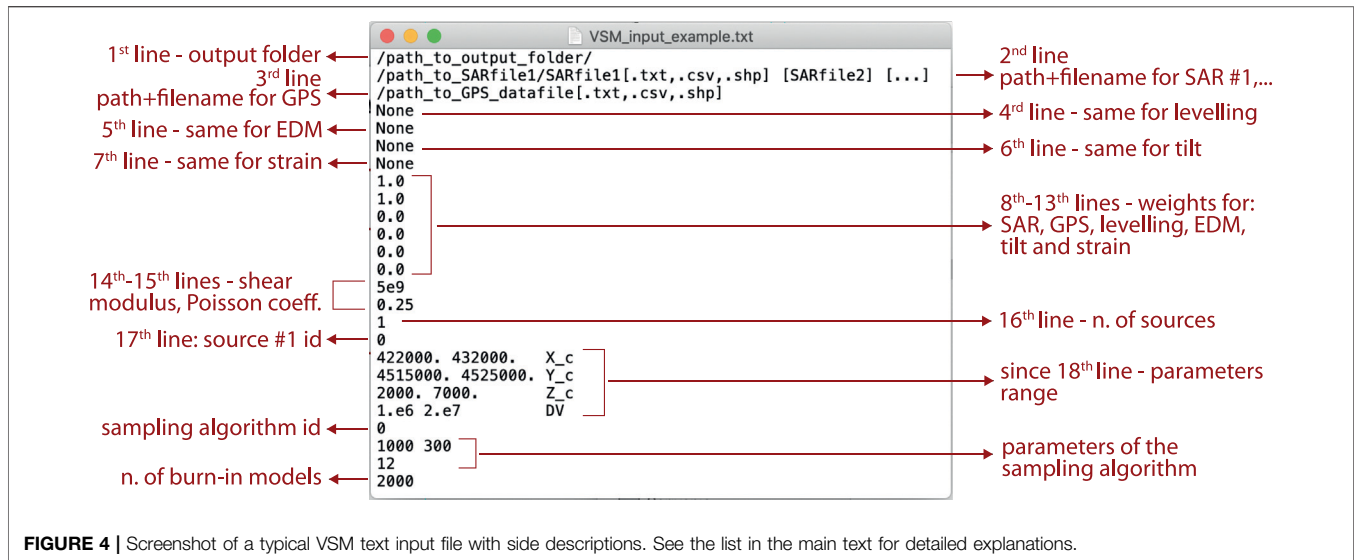 VSM_input_example.txt
1st line - output folder
3rd line
path+filename for GPS
5th line - same for EDM
7th line - same for strain
14th-15th lines - shear
modulus, Poisson coeff.
17th line: source #1 id
sampling algorithm id
n. of burn-in models
/path_to_output_folder/
/path_to_SARfile1/SARfile1[.txt,.csv,.shp] [SARfile2] [...]
/path_to_GPS_datafile[.txt,.csv,.shp]
None
None
None
None
1.0
1.0
0.0
0.0
0.0
0.0
5e9
0.25
1
0
422000. 432000. X_c
4515000. 4525000. Y_c
2000. 7000. Z_c
1.e6 2.e7 DV
0
1000 300
12
2000
2nd line
path+filename for SAR #1,...
4rd line - same for levelling
6th line - same for tilt
8th-13th lines - weights for:
SAR, GPS, levelling, EDM,
tilt and strain
16th line - n. of sources
since 18th line - parameters
range
parameters of the
sampling algorithm
FIGURE 4 | Screenshot of a typical VSM text input file with side descriptions. See the list in the main text for detailed explanations.